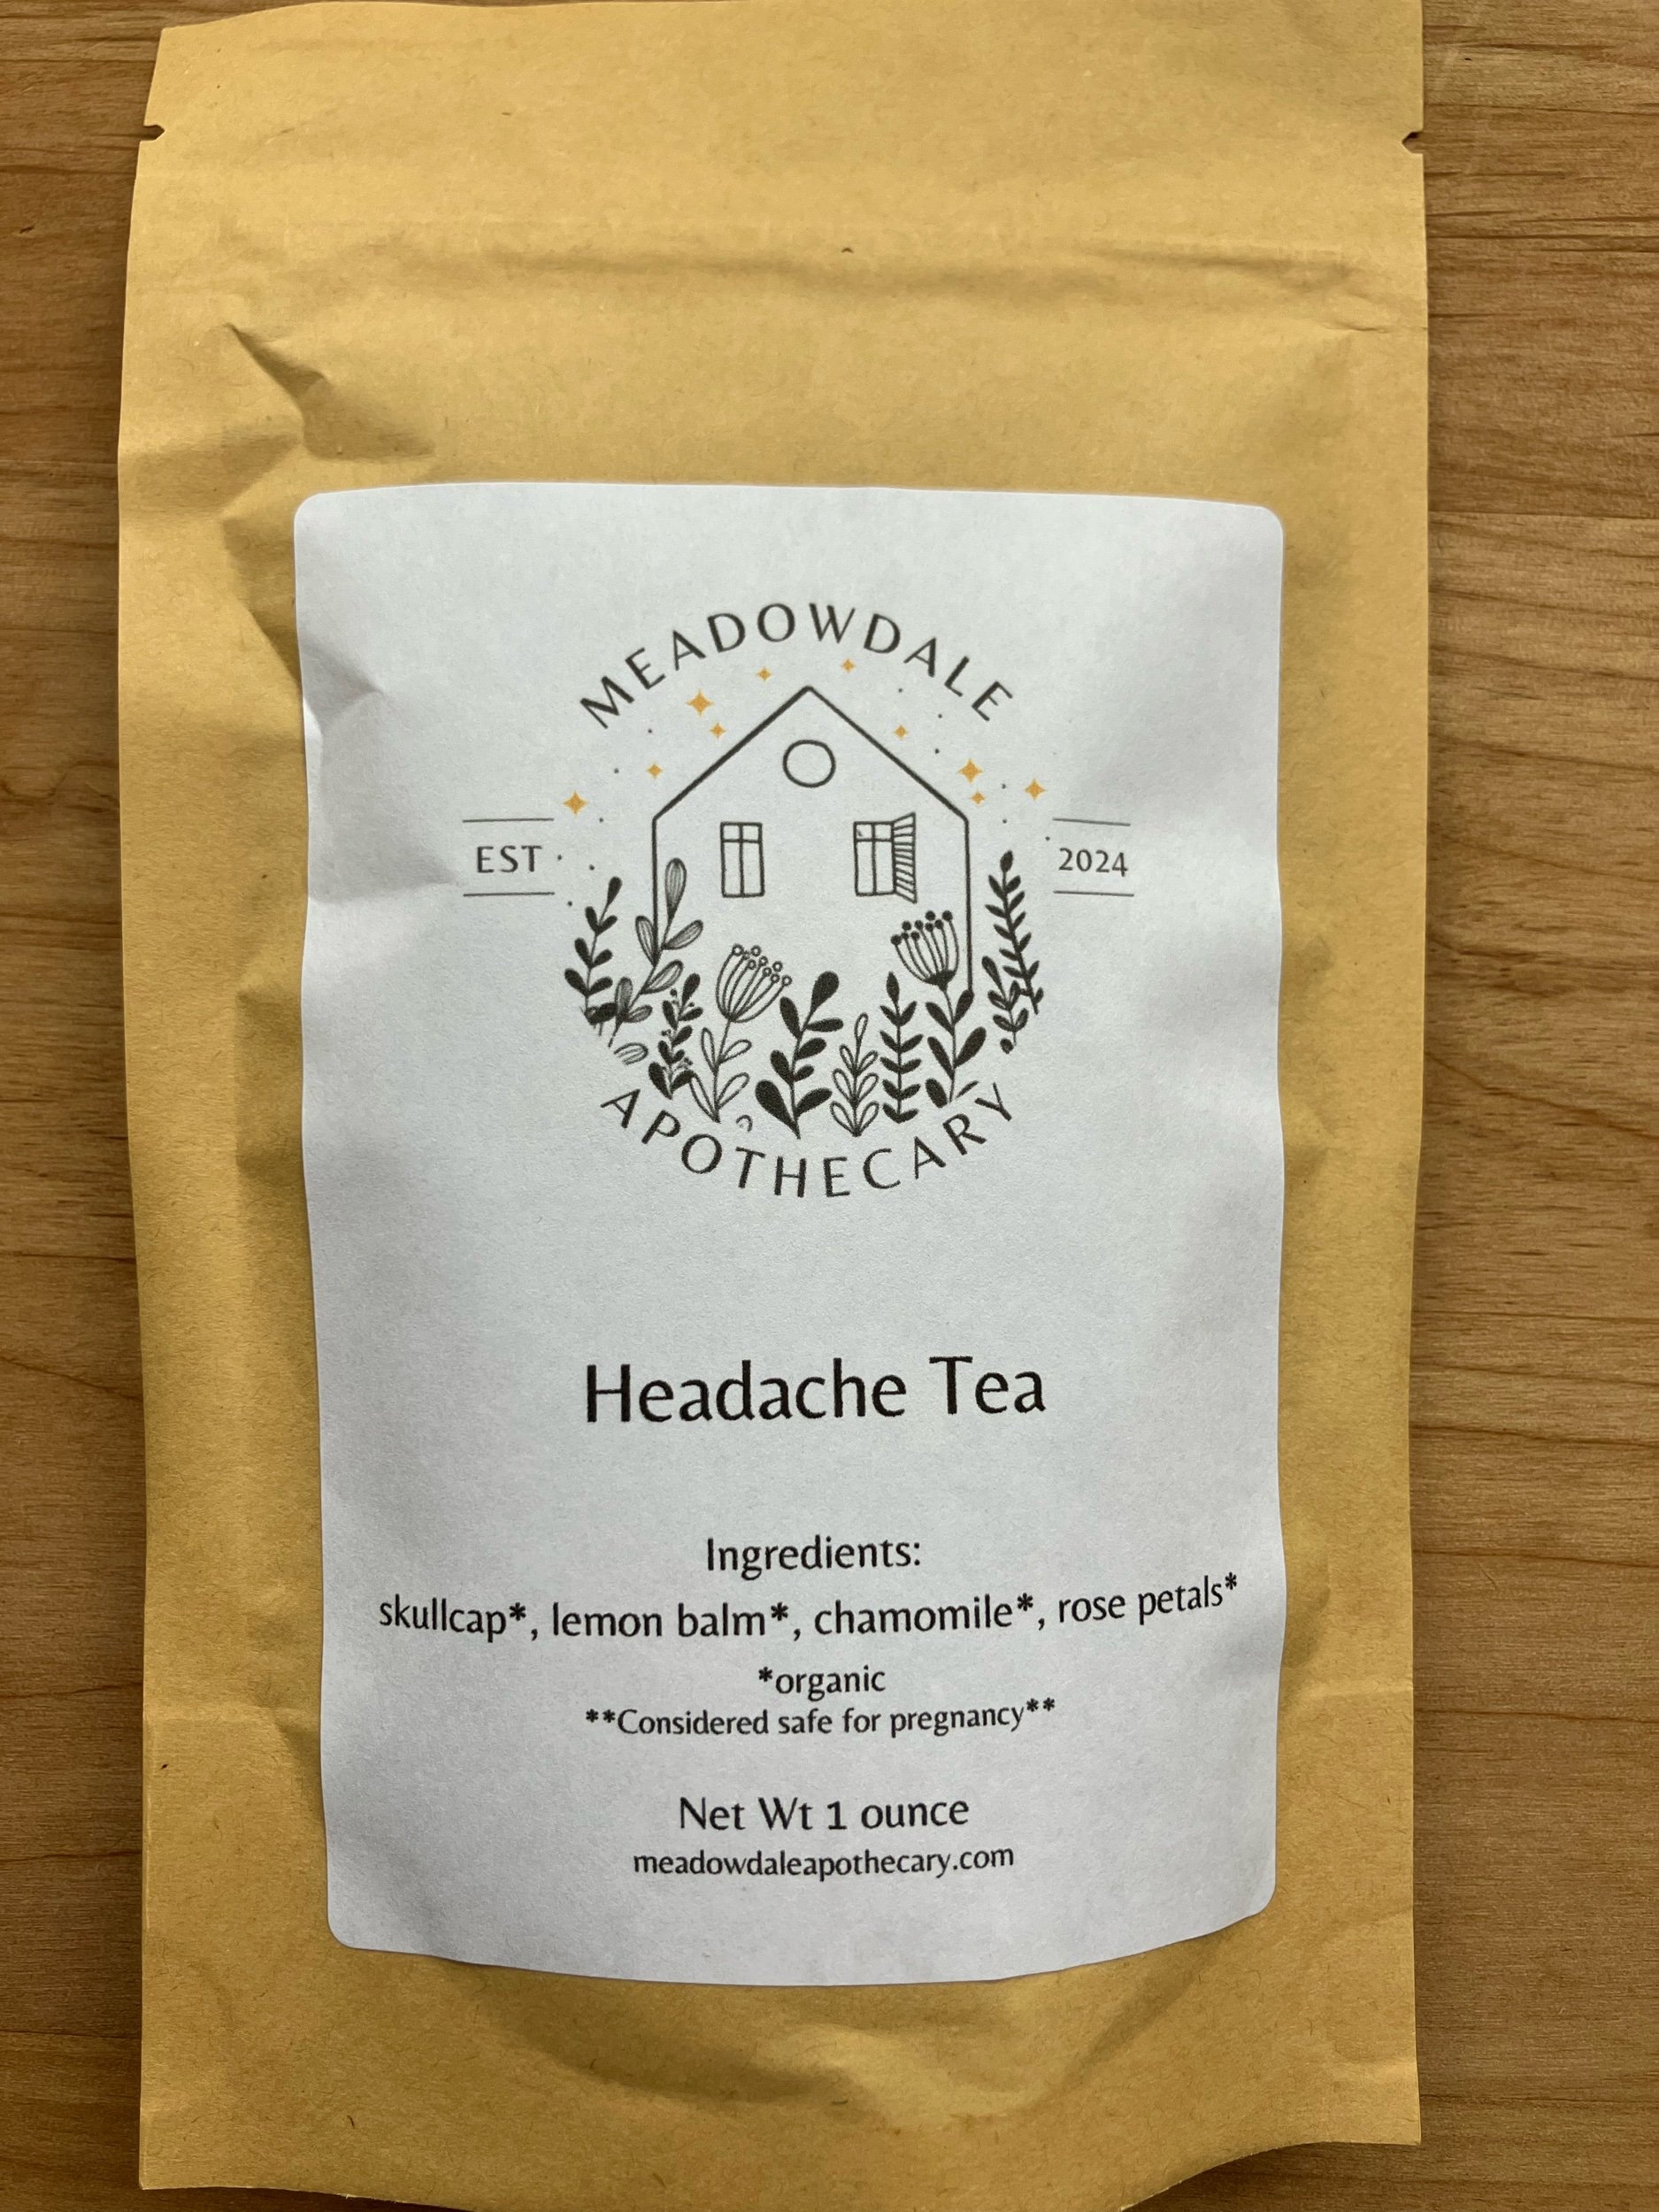 MEADOWDALE
EST 2024
APOTHECARY
Headache Tea
Ingredients:
skullcap*, lemon balm*, chamomile*, rose petals*
*organic
**Considered safe for pregnancy**
Net Wt 1 ounce
meadowdaleapothecary.com